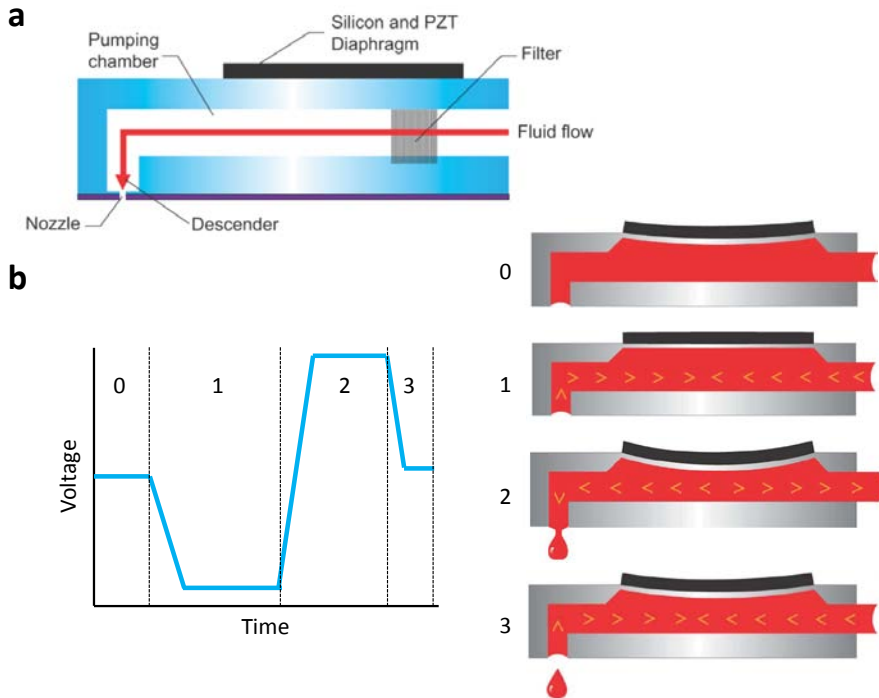 a
Silicon and PZT
Diaphragm
Pumping
chamber
Filter
Fluid flow
Nozzle
Descender
b
0
1
2
3
Voltage
Time
0
1
2
3